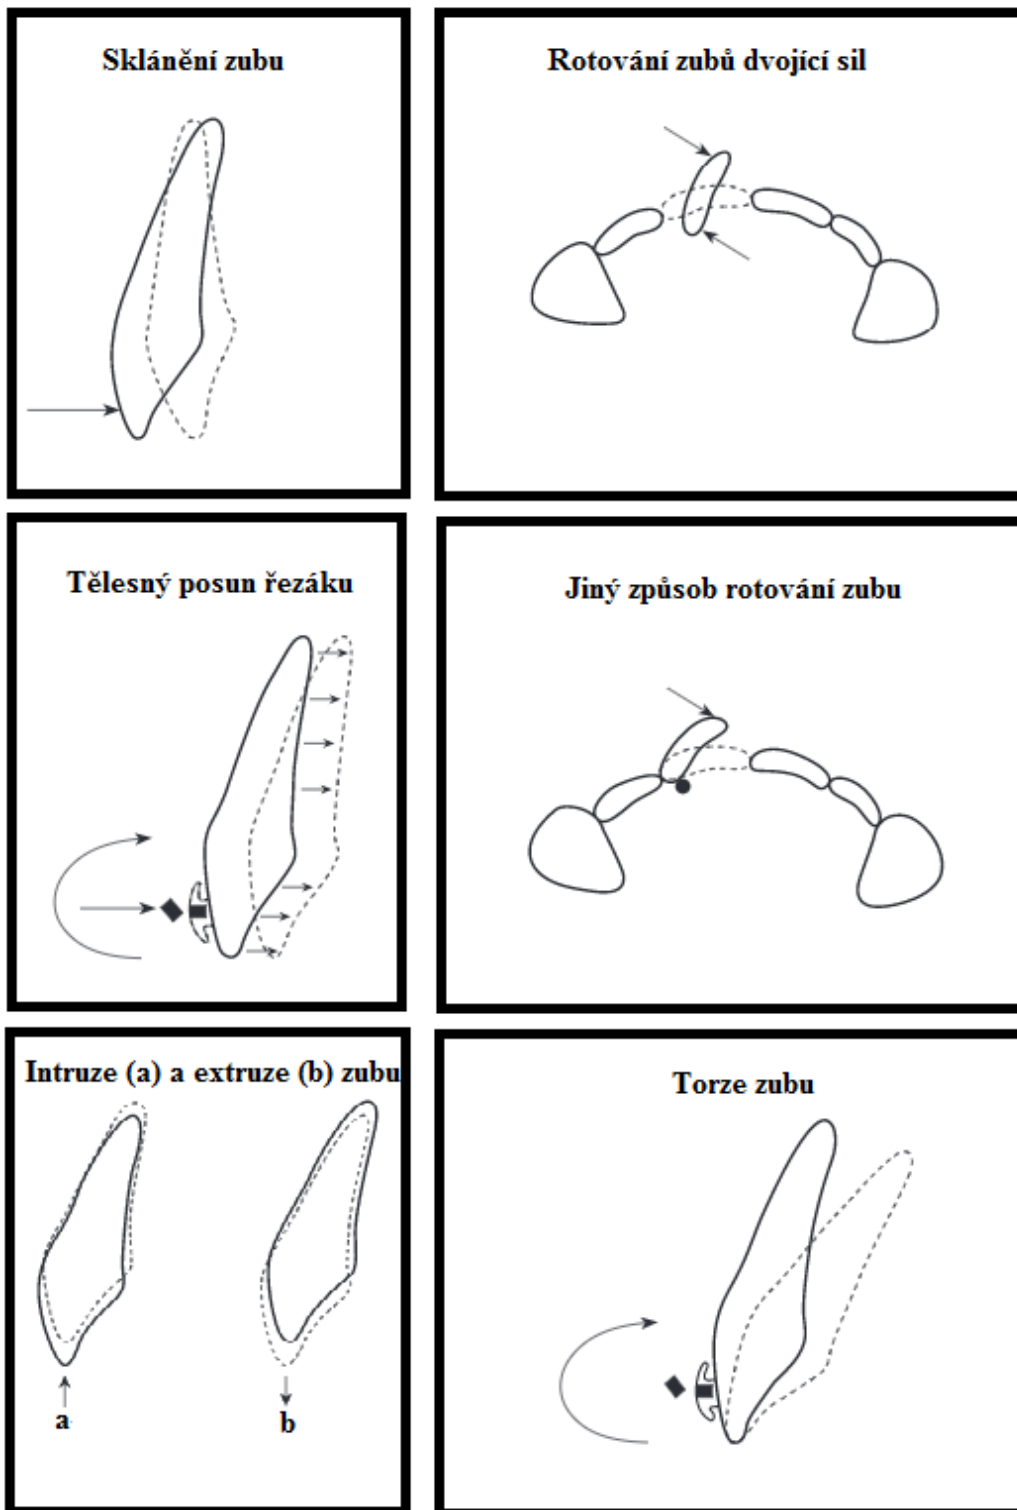 Sklánění zubu
Rotování zubů dvojící sil
Tělesný posun řezáku
Jiný způsob rotování zubu
Intruze (a) a extruze (b) zubu
a
b
Torze zubu